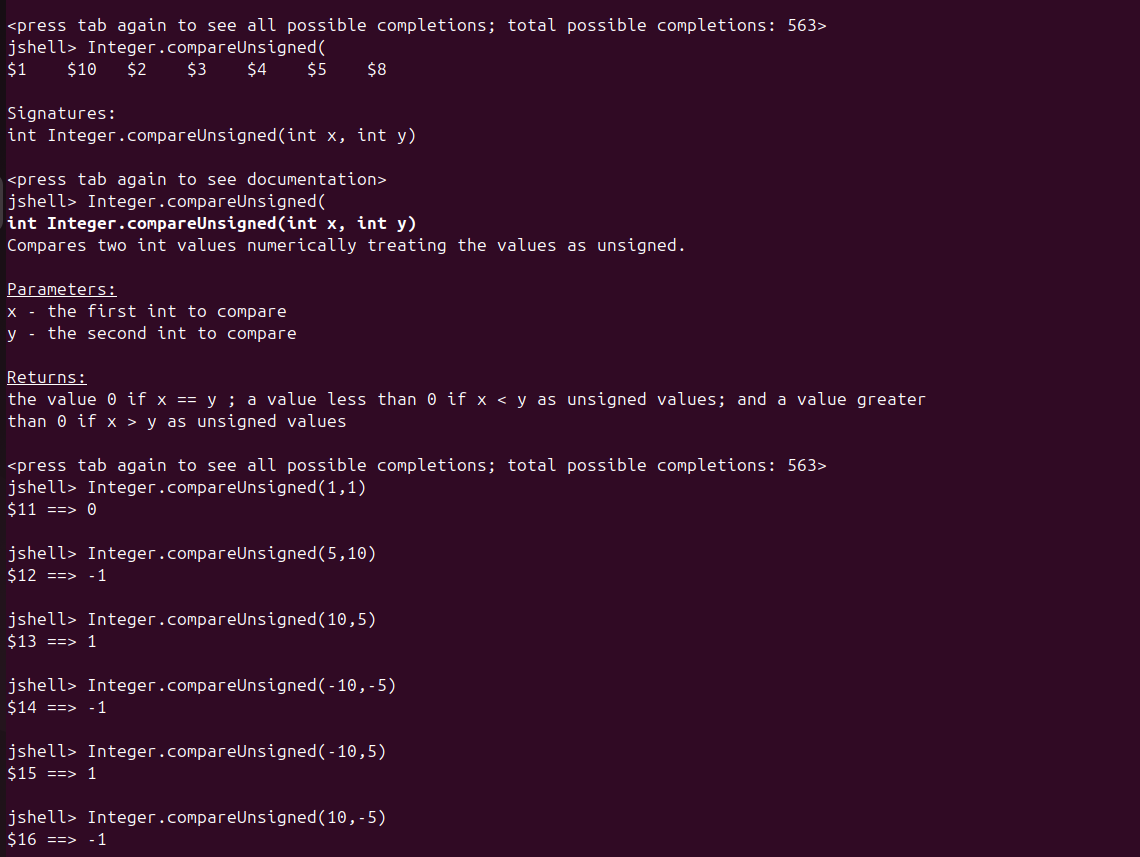 <press tab again to see all possible completions; total possible completions: 563>
jshell> Integer.compareUnsigned(
$1    $10   $2    $3    $4    $5    $8
Signatures:
int Integer.compareUnsigned(int x, int y)
<press tab again to see documentation>
jshell> Integer.compareUnsigned(
int Integer.compareUnsigned(int x, int y)
Compares two int values numerically treating the values as unsigned.
Parameters:
x - the first int to compare
y - the second int to compare
Returns:
the value 0 if x == y ; a value less than 0 if x < y as unsigned values; and a value greater
than 0 if x > y as unsigned values
<press tab again to see all possible completions; total possible completions: 563>
jshell> Integer.compareUnsigned(1,1)
$11 ==> 0
jshell> Integer.compareUnsigned(5,10)
$12 ==> -1
jshell> Integer.compareUnsigned(10,5)
$13 ==> 1
jshell> Integer.compareUnsigned(-10,-5)
$14 ==> -1
jshell> Integer.compareUnsigned(-10,5)
$15 ==> 1
jshell> Integer.compareUnsigned(10,-5)
$16 ==> -1